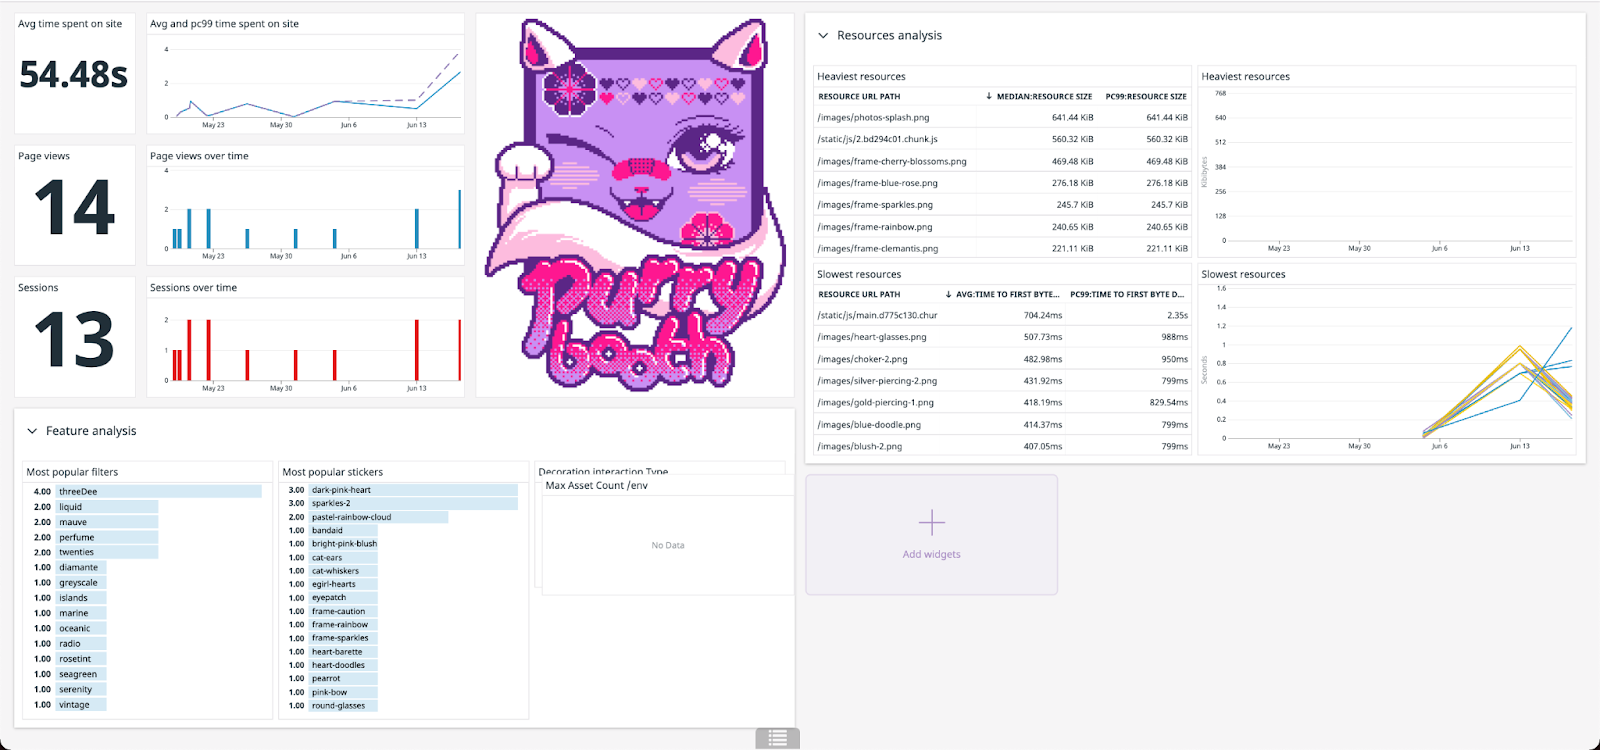 Avg time spent on site
54.48s
Avg and pc99 time spent on site
4
2
0
May 23 May 30 Jun 6 Jun 13
Page views
14
Page views over time
4
2
0
May 23 May 30 Jun 6 Jun 13
Sessions
13
Sessions over time
2
1
0
May 23 May 30 Jun 6 Jun 13
Purry
booth
Feature analysis
Most popular filters
4.00 threeDee
2.00 liquid
2.00 mauve
2.00 perfume
2.00 twenties
1.00 diamante
1.00 greyscale
1.00 islands
1.00 marine
1.00 oceanic
1.00 radio
1.00 rosetint
1.00 seagreen
1.00 serenity
1.00 vintage
Most popular stickers
3.00 dark-pink-heart
3.00 sparkles-2
2.00 pastel-rainbow-cloud
1.00 bandaid
1.00 bright-pink-blush
1.00 cat-ears
1.00 cat-whiskers
1.00 egirl-hearts
1.00 eyepatch
1.00 frame-caution
1.00 frame-rainbow
1.00 frame-sparkles
1.00 heart-barette
1.00 heart-doodles
1.00 pearrot
1.00 pink-bow
1.00 round-glasses
Decoration interaction Type
Max Asset Count /env
No Data
Resources analysis
Heaviest resources
RESOURCE URL PATH ↓ MEDIAN:RESOURCE SIZE PC99:RESOURCE SIZE
/images/photos-splash.png 641.44 KiB 641.44 KiB
/static/js/2.bd294c01.chunk.js 560.32 KiB 560.32 KiB
/images/frame-cherry-blossoms.png 469.48 KiB 469.48 KiB
/images/frame-blue-rose.png 276.18 KiB 276.18 KiB
/images/frame-sparkles.png 245.7 KiB 245.7 KiB
/images/frame-rainbow.png 240.65 KiB 240.65 KiB
/images/frame-clemantis.png 221.11 KiB 221.11 KiB
Heaviest resources
Kibibytes
768
640
512
384
256
128
0
May 23 May 30 Jun 6 Jun 13
Slowest resources
RESOURCE URL PATH ↓ AVG:TIME TO FIRST BYTE... PC99:TIME TO FIRST BYTE D...
/static/js/main.d775c130.chur 704.24ms 2.35s
/images/heart-glasses.png 507.73ms 988ms
/images/choker-2.png 482.98ms 950ms
/images/silver-piercing-2.png 431.92ms 799ms
/images/gold-piercing-1.png 418.19ms 829.54ms
/images/blue-doodle.png 414.37ms 799ms
/images/blush-2.png 407.05ms 799ms
Slowest resources
Seconds
1.6
1.4
1.2
1
0.8
0.6
0.4
0.2
0
May 23 May 30 Jun 6 Jun 13
Add widgets